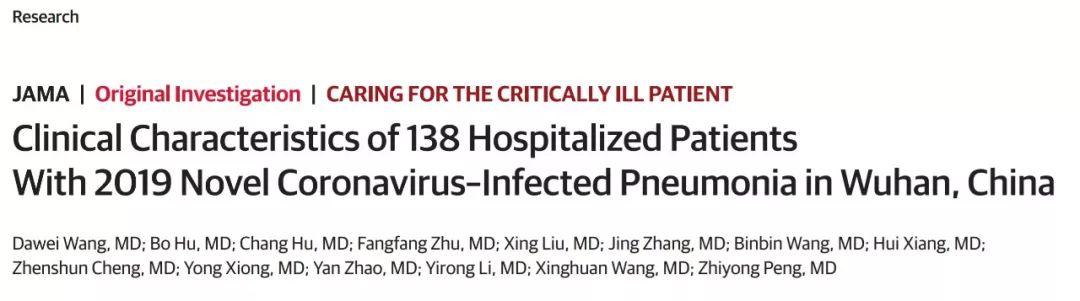 Research
JAMA | Original Investigation | CARING FOR THE CRITICALLY ILL PATIENT
Clinical Characteristics of 138 Hospitalized Patients
With 2019 Novel Coronavirus–Infected Pneumonia in Wuhan, China
Dawei Wang, MD; Bo Hu, MD; Chang Hu, MD; Fangfang Zhu, MD; Xing Liu, MD; Jing Zhang, MD; Binbin Wang, MD; Hui Xiang, MD;
Zhenshun Cheng, MD; Yong Xiong, MD; Yan Zhao, MD; Yirong Li, MD; Xinghuan Wang, MD; Zhiyong Peng, MD